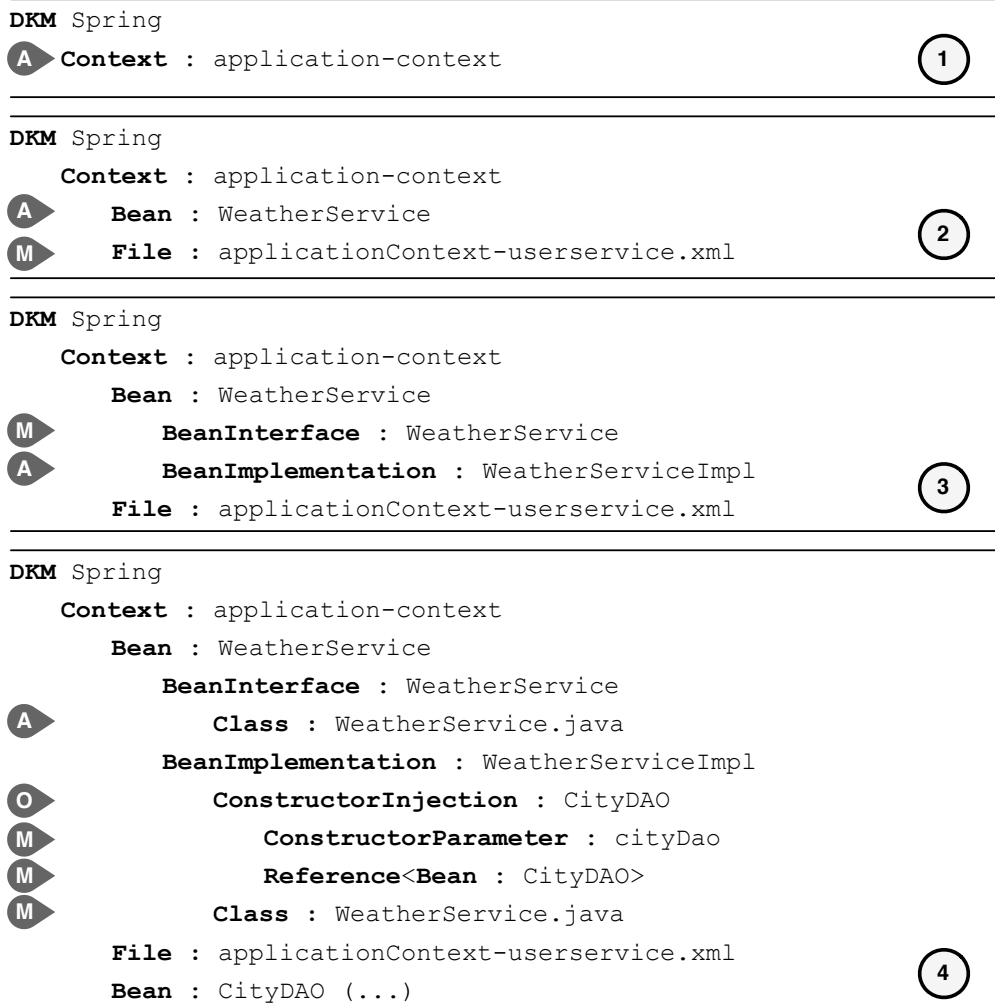 DKM Spring
A Context : application-context
1
DKM Spring
Context : application-context
A Bean : WeatherService
M File : applicationContext-userservice.xml
2
DKM Spring
Context : application-context
Bean : WeatherService
M BeanInterface : WeatherService
A BeanImplementation : WeatherServiceImpl
File : applicationContext-userservice.xml
3
DKM Spring
Context : application-context
Bean : WeatherService
BeanInterface : WeatherService
A Class : WeatherService.java
BeanImplementation : WeatherServiceImpl
O ConstructorInjection : CityDAO
M ConstructorParameter : cityDao
M Reference<Bean : CityDAO>
M Class : WeatherService.java
File : applicationContext-userservice.xml
Bean : CityDAO (...)
4